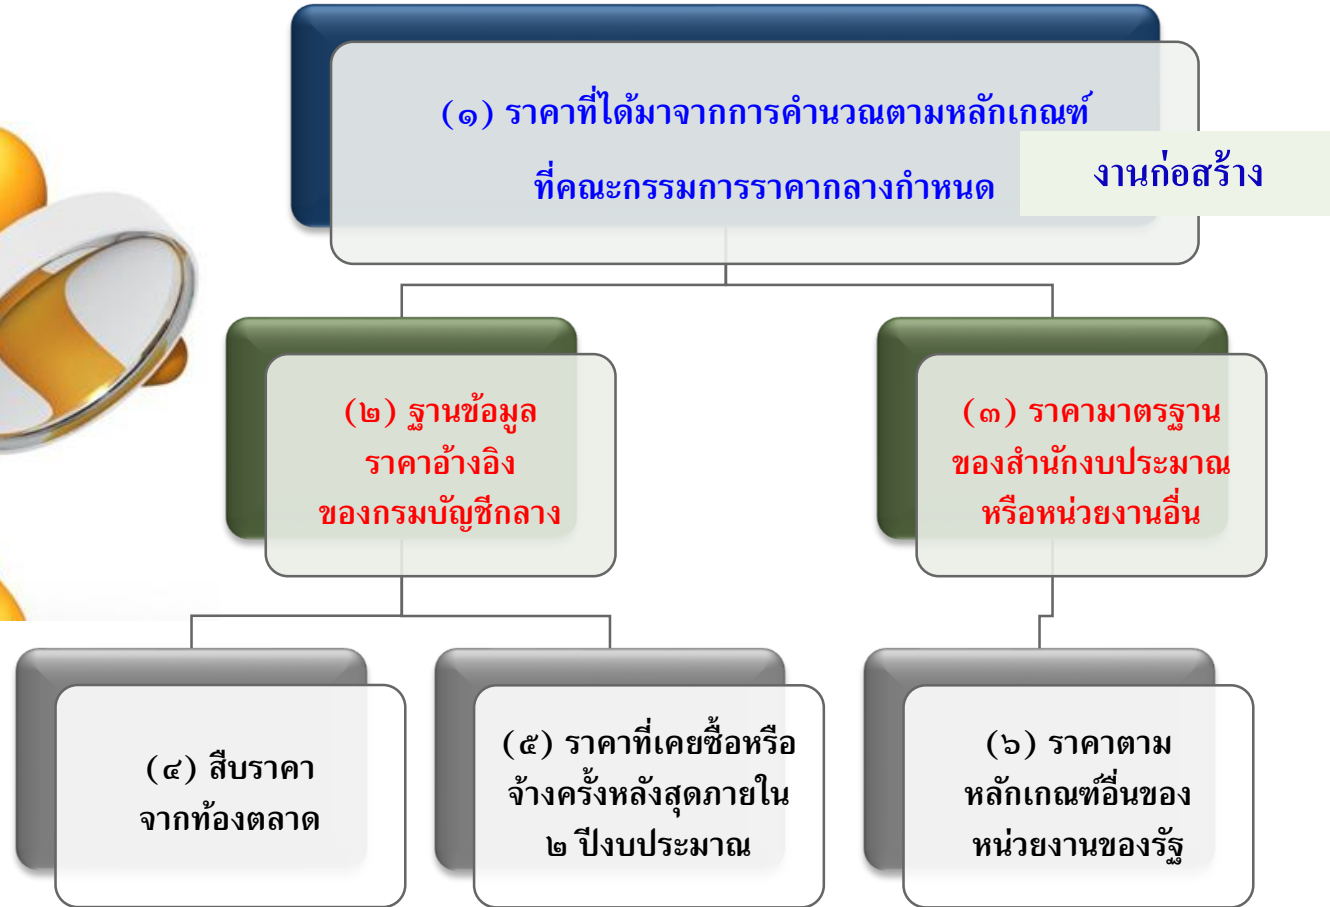 (๑) ราคาที่ได้มาจากการคำนวณตามหลักเกณฑ์
ที่คณะกรรมการราคากลางกำหนด
งานก่อสร้าง
(๒) ฐานข้อมูล
ราคาอ้างอิง
ของกรมบัญชีกลาง
(๓) ราคามาตรฐาน
ของสำนักงบประมาณ
หรือหน่วยงานอื่น
(๔) สืบราคา
จากท้องตลาด
(๕) ราคาที่เคยซื้อหรือ
จ้างครั้งหลังสุดภายใน
๒ ปีงบประมาณ
(๖) ราคาตาม
หลักเกณฑ์อื่นของ
หน่วยงานของรัฐ